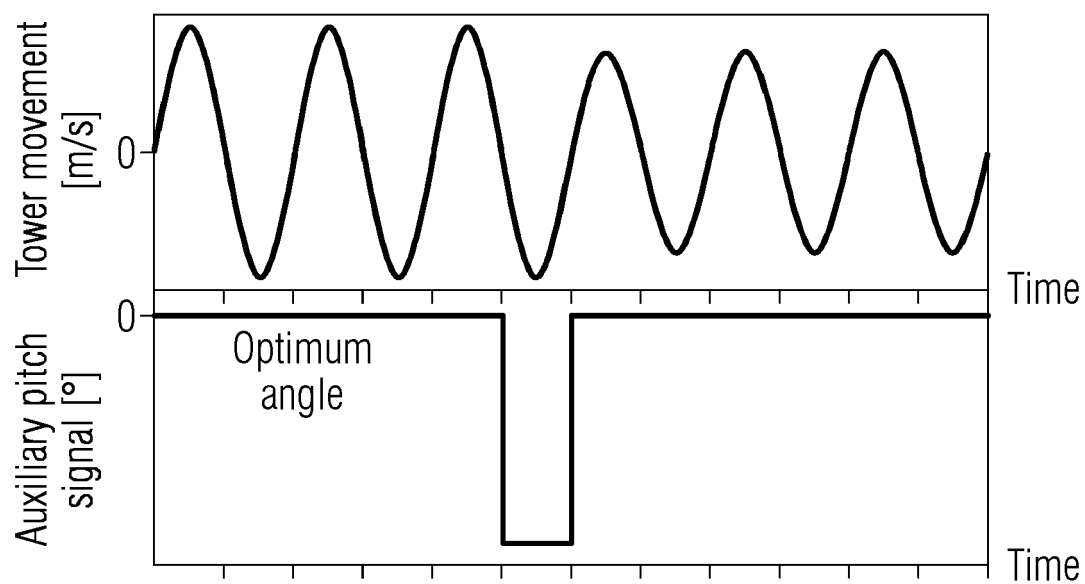 Tower movement
[m/s]
0
Time
0
Optimum
angle
Auxiliary pitch
signal [°]
Time